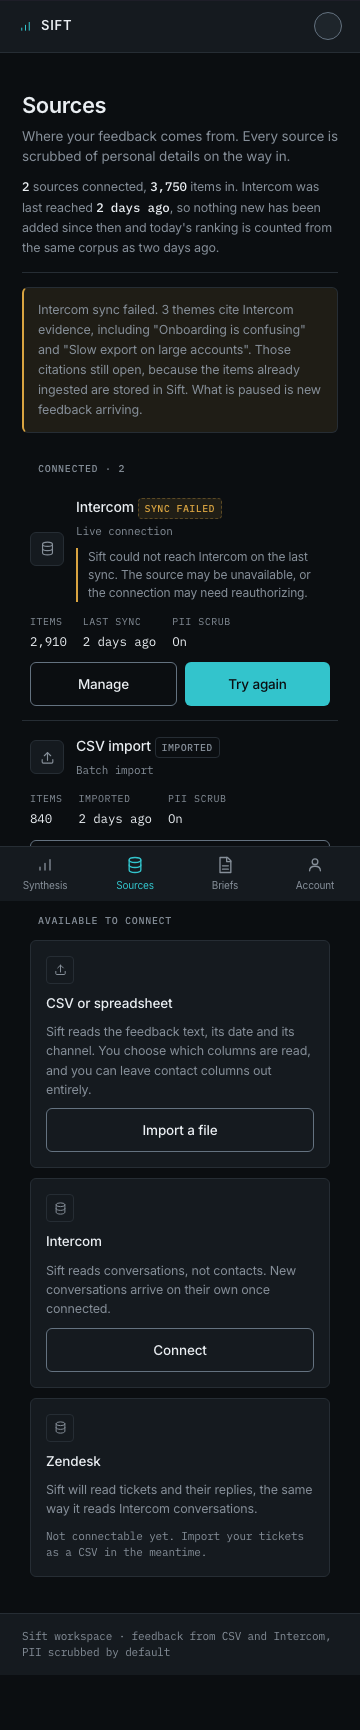 SIFT
Sources
Where your feedback comes from. Every source is
scrubbed of personal details on the way in.
2 sources connected, 3,750 items in. Intercom was
last reached 2 days ago, so nothing new has been
added since then and today's ranking is counted from
the same corpus as two days ago.
Intercom sync failed. 3 themes cite Intercom
evidence, including "Onboarding is confusing"
and "Slow export on large accounts". Those
citations still open, because the items already
ingested are stored in Sift. What is paused is new
feedback arriving.
CONNECTED · 2
Intercom SYNC FAILED
Live connection
Sift could not reach Intercom on the last
sync. The source may be unavailable, or
the connection may need reauthorizing.
ITEMS LAST SYNC PII SCRUB
2,910 2 days ago On
Manage Try again
CSV import IMPORTED
Batch import
ITEMS IMPORTED PII SCRUB
840 2 days ago On
Synthesis Sources Briefs Account
AVAILABLE TO CONNECT
CSV or spreadsheet
Sift reads the feedback text, its date and its
channel. You choose which columns are read,
and you can leave contact columns out
entirely.
Import a file
Intercom
Sift reads conversations, not contacts. New
conversations arrive on their own once
connected.
Connect
Zendesk
Sift will read tickets and their replies, the same
way it reads Intercom conversations.
Not connectable yet. Import your tickets
as a CSV in the meantime.
Sift workspace · feedback from CSV and Intercom,
PII scrubbed by default